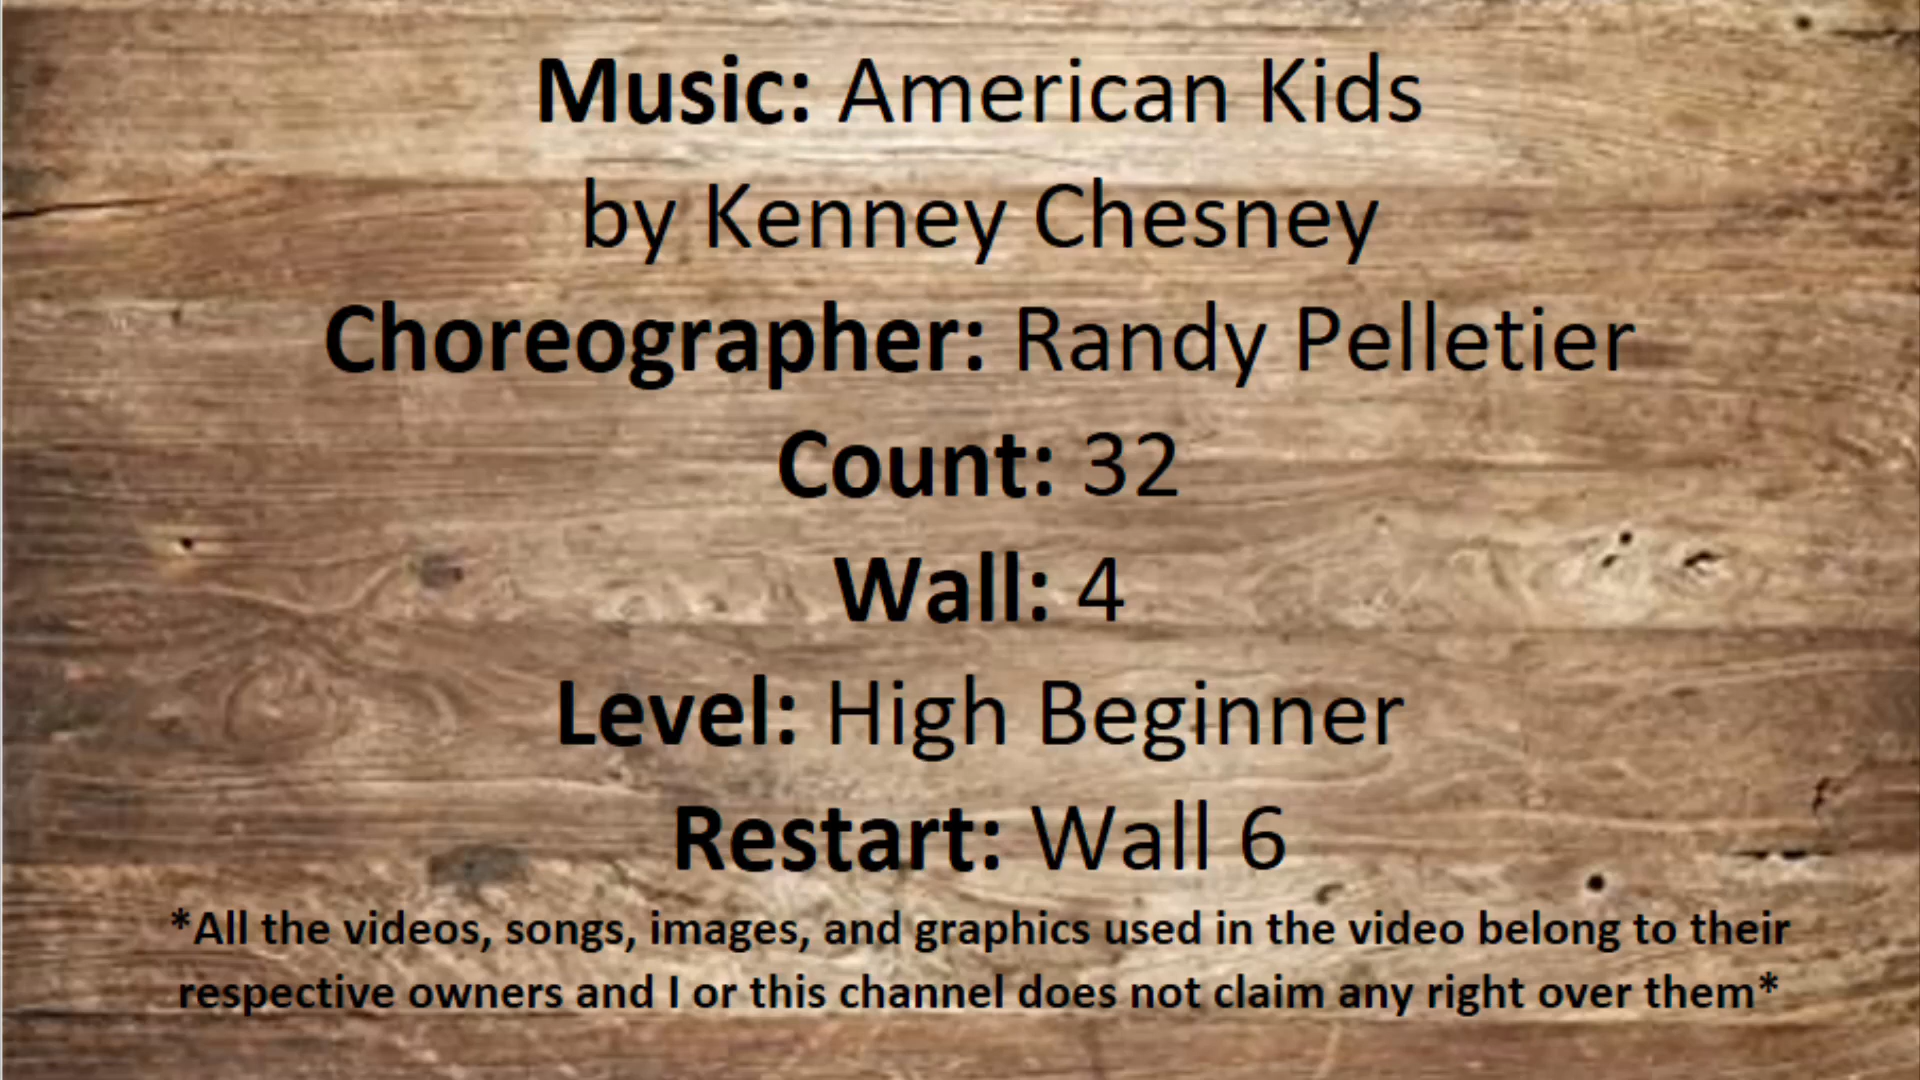 Music: American Kids
by Kenney Chesney
Choreographer: Randy Pelletier
Count: 32
Wall: 4
Level: High Beginner
Restart: Wall 6
*All the videos, songs, images, and graphics used in the video belong to their
respective owners and I or this channel does not claim any right over them*